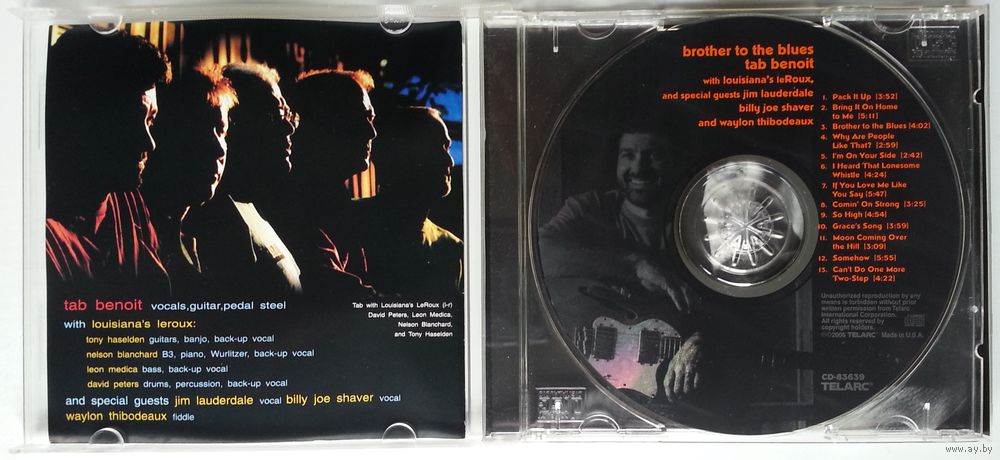 tab benoit vocals,guitar,pedal steel
with louisiana's leroux:
tony haselden guitars, banjo, back-up vocal
nelson blanchard B3, piano, Wurlitzer, back-up vocal
leon medica bass, back-up vocal
david peters drums, percussion, back-up vocal
and special guests jim lauderdale vocal billy joe shaver vocal
waylon thibodeaux fiddle
Tab with Louisiana's LeRoux (l-r)
David Peters, Leon Medica,
Nelson Blanchard,
and Tony Haselden
brother to the blues
tab benoit
with louisiana's leRoux,
and special guests jim lauderdale
billy joe shaver
and waylon thibodeaux
1. Pack It Up [3:52]
2. Bring It On Home
to Me [5:11]
3. Brother to the Blues [4:02]
4. Why Are People
Like That? [2:59]
5. I'm On Your Side [2:42]
6. I Heard That Lonesome
Whistle [4:24]
7. If You Love Me Like
You Say [5:47]
8. Comin' On Strong [3:25]
9. So High [4:54]
10. Grace's Song [3:59]
11. Moon Coming Over
the Hill [3:09]
12. Somehow [5:55]
13. Can't Do One More
Two-Step [4:22]
Unauthorized reproduction by any
means is forbidden without prior
written permission from Telarc
International Corporation.
All rights reserved by
copyright holders.
℗©2006 TELARC Made in U.S.A.
CD-83639
TELARC®
www.ay.by